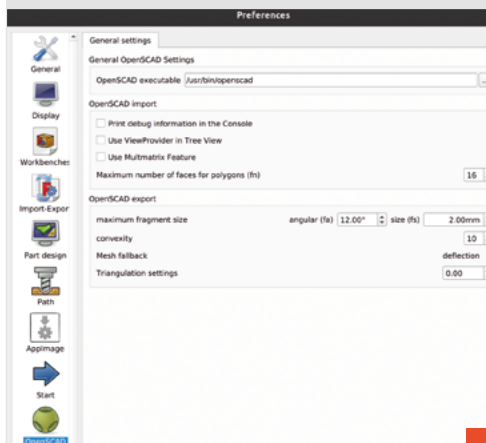 Preferences
General
Display
Workbenches
Import-Expor
Part design
Path
AppImage
Start
OpenSCAD
General settings
General OpenSCAD Settings
OpenSCAD executable /usr/bin/openscad ...
OpenSCAD import
Print debug information in the Console
Use ViewProvider in Tree View
Use Multmatrix Feature
Maximum number of faces for polygons (fn) 16
OpenSCAD export
maximum fragment size angular (fa) 12.00° size (fs) 2.00mm
convexity 10
Mesh fallback deflection
Triangulation settings 0.00